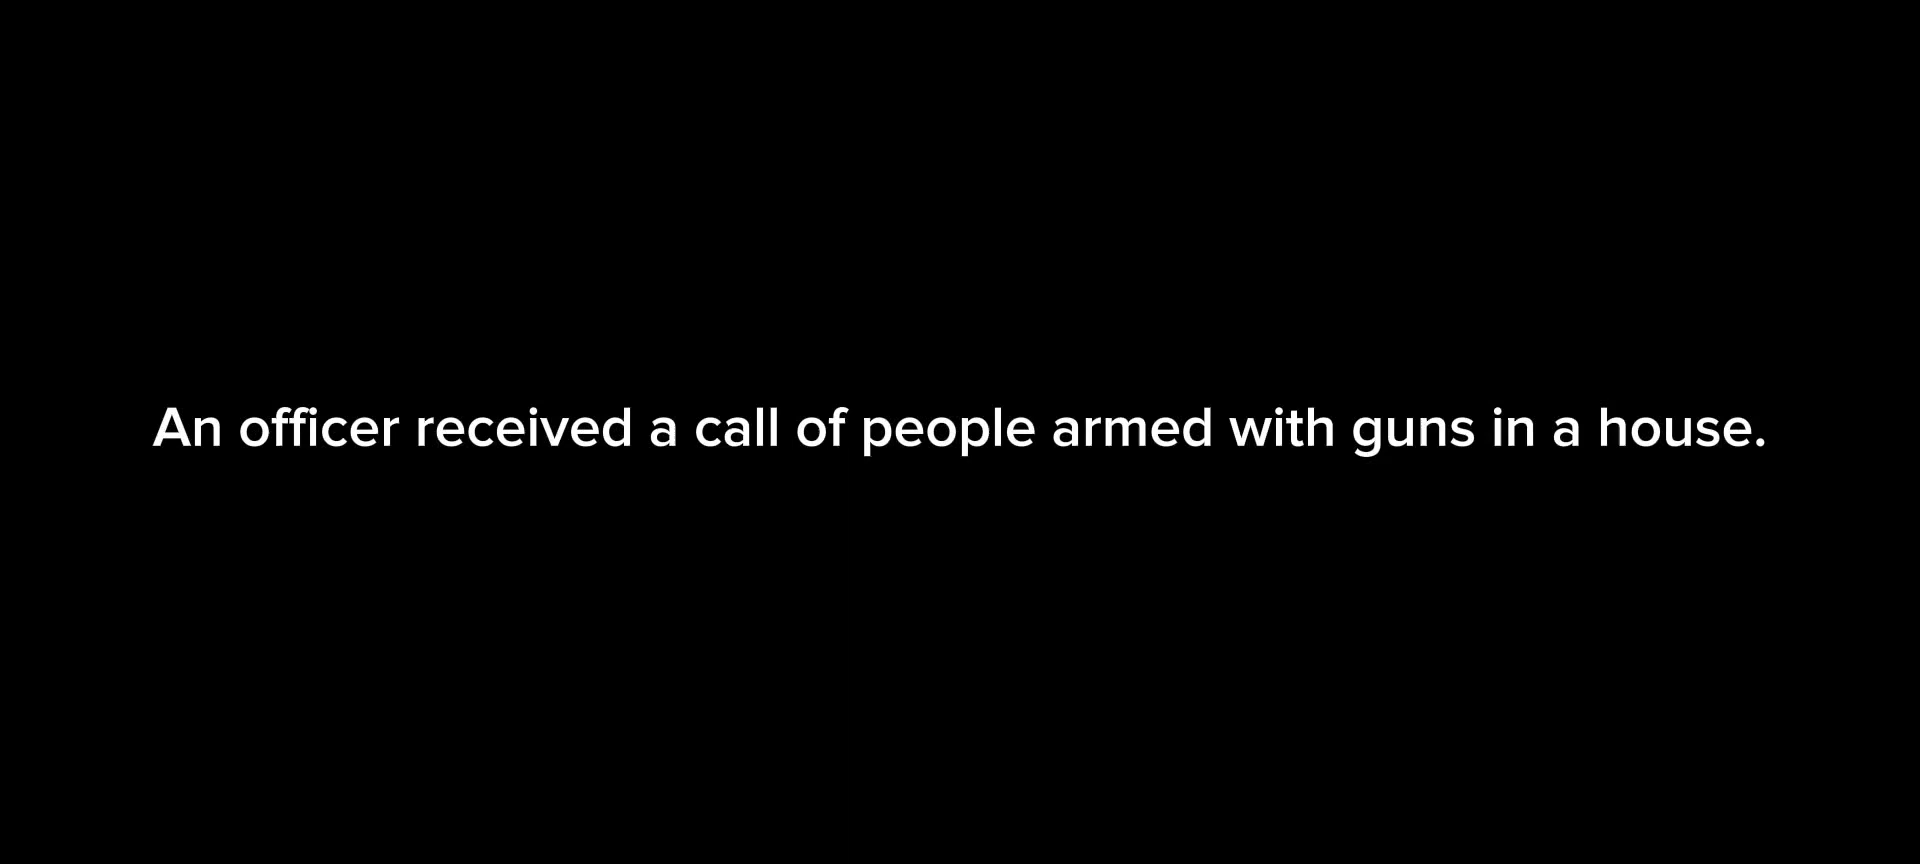 An officer received a call of people armed with guns in a house.